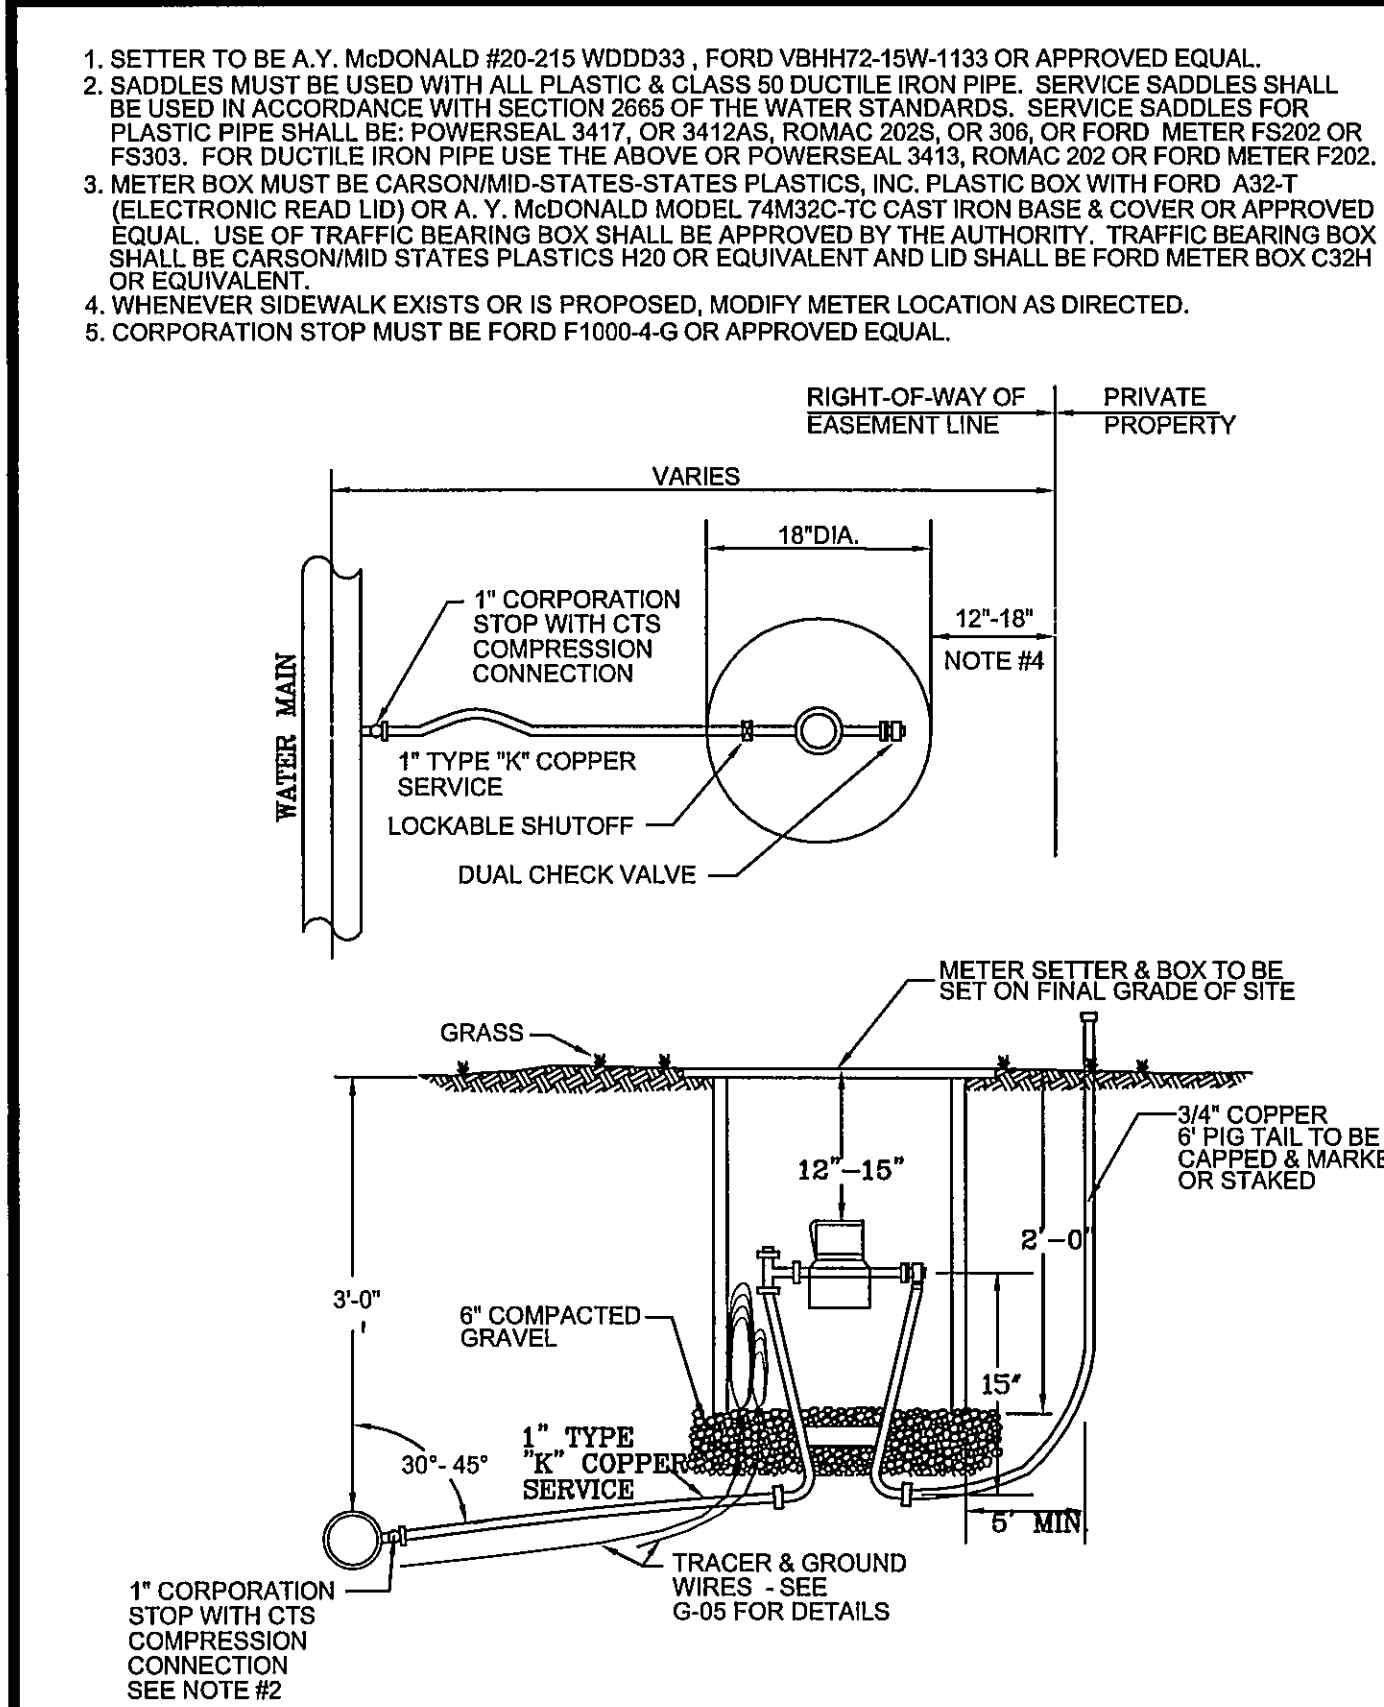 1. SETTER TO BE A.Y. McDONALD #20-215 WDDD33 , FORD VBHH72-15W-1133 OR APPROVED EQUAL.
2. SADDLES MUST BE USED WITH ALL PLASTIC & CLASS 50 DUCTILE IRON PIPE. SERVICE SADDLES SHALL
BE USED IN ACCORDANCE WITH SECTION 2665 OF THE WATER STANDARDS. SERVICE SADDLES FOR
PLASTIC PIPE SHALL BE: POWERSEAL 3417, OR 3412AS, ROMAC 202S, OR 306, OR FORD METER FS202 OR
FS303. FOR DUCTILE IRON PIPE USE THE ABOVE OR POWERSEAL 3413, ROMAC 202 OR FORD METER F202.
3. METER BOX MUST BE CARSON/MID-STATES-STATES PLASTICS, INC. PLASTIC BOX WITH FORD A32-T
(ELECTRONIC READ LID) OR A. Y. McDONALD MODEL 74M32C-TC CAST IRON BASE & COVER OR APPROVED
EQUAL. USE OF TRAFFIC BEARING BOX SHALL BE APPROVED BY THE AUTHORITY. TRAFFIC BEARING BOX
SHALL BE CARSON/MID STATES PLASTICS H20 OR EQUIVALENT AND LID SHALL BE FORD METER BOX C32H
OR EQUIVALENT.
4. WHENEVER SIDEWALK EXISTS OR IS PROPOSED, MODIFY METER LOCATION AS DIRECTED.
5. CORPORATION STOP MUST BE FORD F1000-4-G OR APPROVED EQUAL.
RIGHT-OF-WAY OF
EASEMENT LINE
PRIVATE
PROPERTY
VARIES
18"DIA.
1" CORPORATION
STOP WITH CTS
COMPRESSION
CONNECTION
12"-18"
NOTE #4
WATER MAIN
1" TYPE "K" COPPER
SERVICE
LOCKABLE SHUTOFF
DUAL CHECK VALVE
METER SETTER & BOX TO BE
SET ON FINAL GRADE OF SITE
GRASS
3/4" COPPER
6' PIG TAIL TO BE
CAPPED & MARKE
OR STAKED
12"-15"
2'-0"
3'-0"
6" COMPACTED
GRAVEL
15"
1" TYPE
"K" COPPER
SERVICE
30°- 45°
5' MIN
TRACER & GROUND
WIRES - SEE
G-05 FOR DETAILS
1" CORPORATION
STOP WITH CTS
COMPRESSION
CONNECTION
SEE NOTE #2